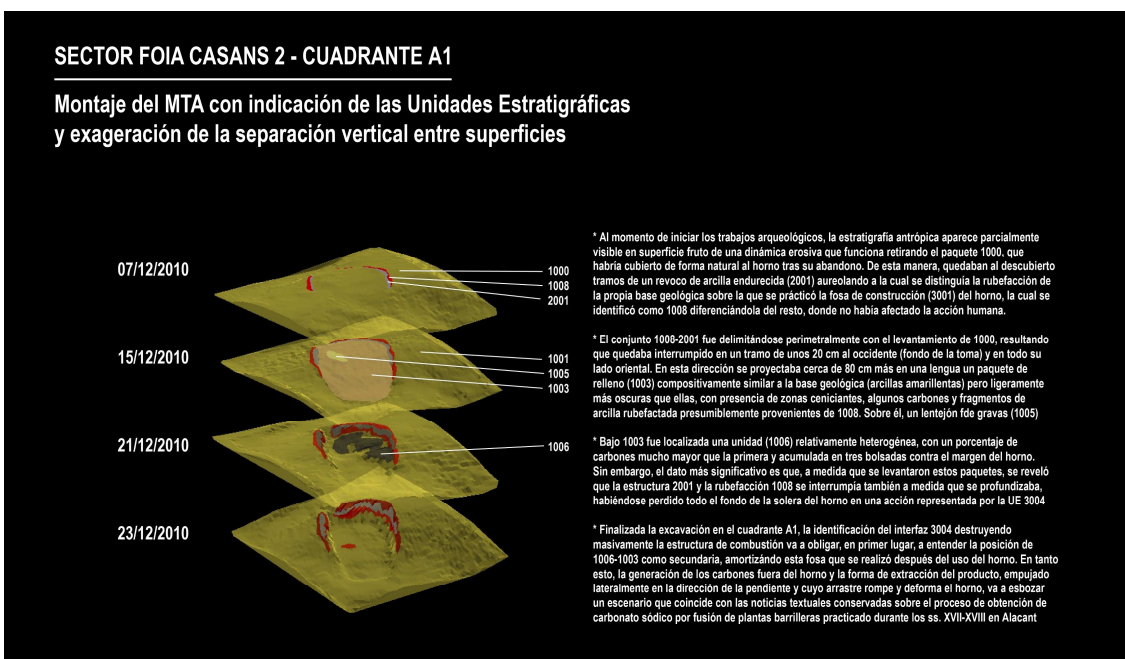 SECTOR FOIA CASANS 2 - CUADRANTE A1
Montaje del MTA con indicación de las Unidades Estratigráficas
y exageración de la separación vertical entre superficies
07/12/2010
1000
1008
2001
* Al momento de iniciar los trabajos arqueológicos, la estratigrafía antrópica aparece parcialmente
visible en superficie fruto de una dinámica erosiva que funciona retirando el paquete 1000, que
habría cubierto de forma natural al horno tras su abandono. De esta manera, quedaban al descubierto
tramos de un revoco de arcilla endurecida (2001) aureolando a la cual se distinguía la rubefacción de
la propia base geológica sobre la que se práctićó la fosa de construcción (3001) del horno, la cual se
identificó como 1008 diferenciándola del resto, donde no había afectado la acción humana.
15/12/2010
1001
1005
1003
* El conjunto 1008-2001 fue delimitándose perimetralmente con el levantamiento de 1000, resultando
que quedaba interrumpido en un tramo de unos 20 cm al occidente (fondo de la toma) y en todo su
lado oriental. En esta dirección se proyectaba cerca de 80 cm más en una lengua un paquete de
relleno (1003) compositivamente similar a la base geológica (arcillas amarillentas) pero ligeramente
más oscuras que ellas, con presencia de zonas cenicientas, algunos carbones y fragmentos de
arcilla rubefactada presumiblemente provenientes de 1008. Sobre él, un lentejón fde gravas (1005)
21/12/2010
1006
* Bajo 1003 fue localizada una unidad (1006) relativamente heterogénea, con un porcentaje de
carbones mucho mayor que la primera y acumulada en tres bolsadas contra el margen del horno.
Sin embargo, el dato más significativo es que, a medida que se levantaron estos paquetes, se reveló
que la estructura 2001 y la rubefacción 1008 se interrumpía también a medida que se profundizaba,
habiéndose perdido todo el fondo de la solera del horno en una acción representada por la UE 3004
23/12/2010
* Finalizada la excavación en el cuadrante A1, la identificación del interfaz 3004 destruyendo
masivamente la estructura de combustión va a obligar, en primer lugar, a entender la posición de
1006-1003 como secundaria, amortizándo esta fosa que se realizó después del uso del horno. En tanto
esto, la generación de los carbones fuera del horno y la forma de extracción del producto, empujado
lateralmente en la dirección de la pendiente y cuyo arrastre rompe y deforma el horno, va a esbozar
un escenario que coincide con las noticias textuales conservadas sobre el proceso de obtención de
carbonato sódico por fusión de plantas barrilleras practicado durante los ss. XVII-XVIII en Alacant